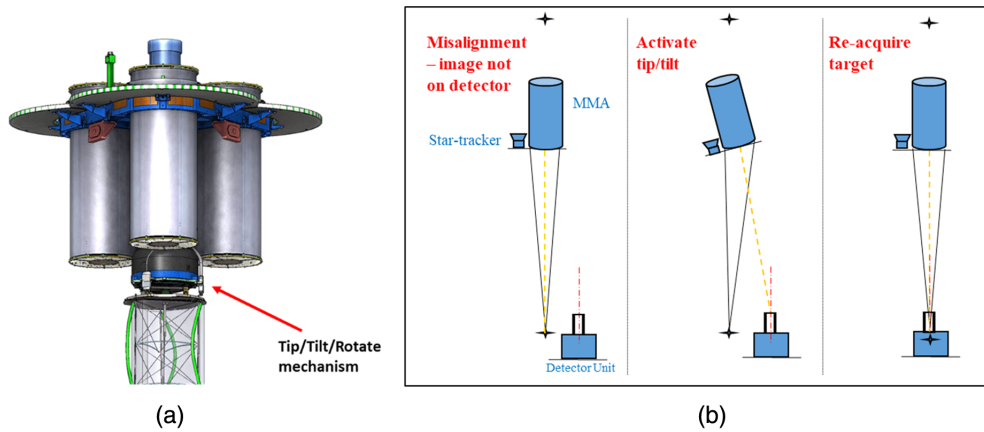 Tip/Tilt/Rotate
mechanism
(a)
Misalignment
– image not
on detector
MMA
Star-tracker
Detector Unit
Activate
tip/tilt
Re-acquire
target
(b)